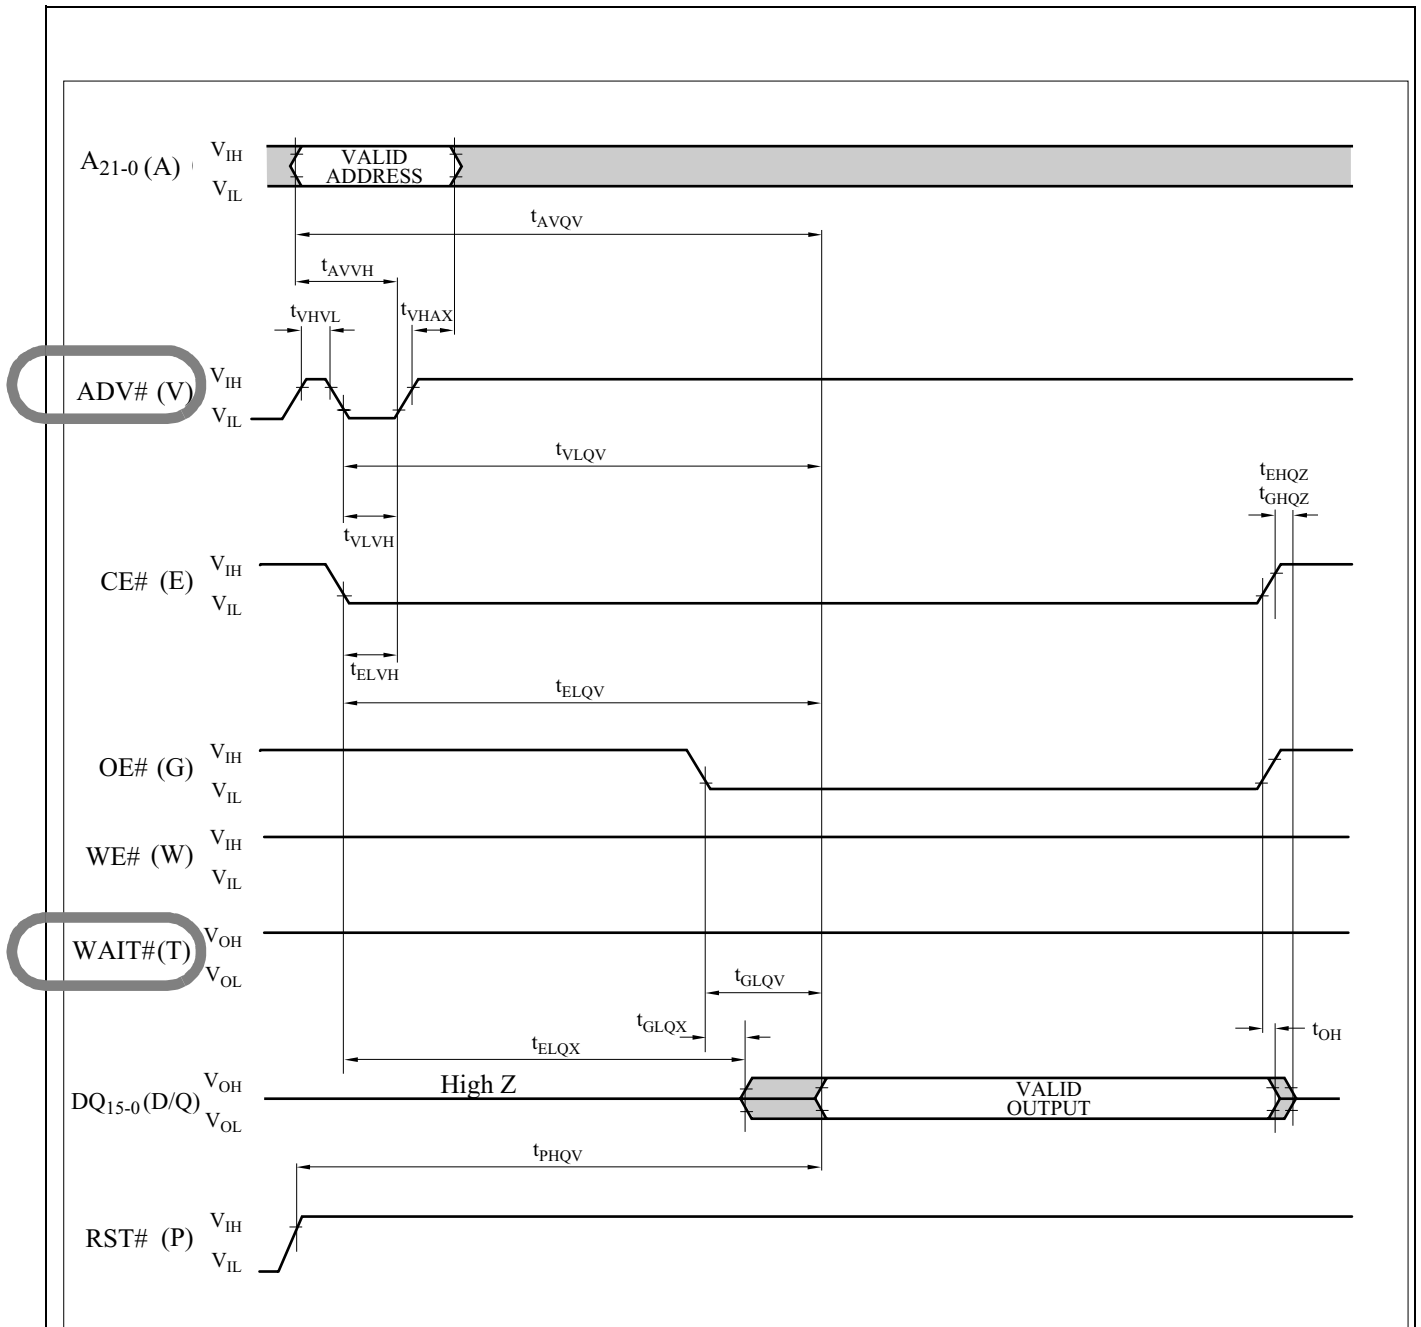 A21-0 (A) (
VIH
VIL
VALID
ADDRESS
tAVQV
tAVVH
tVHVL
tVHAX
ADV# (V)
VIH
VIL
tVLQV
tEHQZ
tGHQZ
tVLVH
CE# (E)
VIH
VIL
tELVH
tELQV
OE# (G)
VIH
VIL
WE# (W)
VIH
VIL
WAIT#(T)
VOH
VOL
tGLQV
tGLQX
tOH
tELQX
DQ15-0 (D/Q)
VOH
VOL
High Z
VALID
OUTPUT
tPHQV
RST# (P)
VIH
VIL